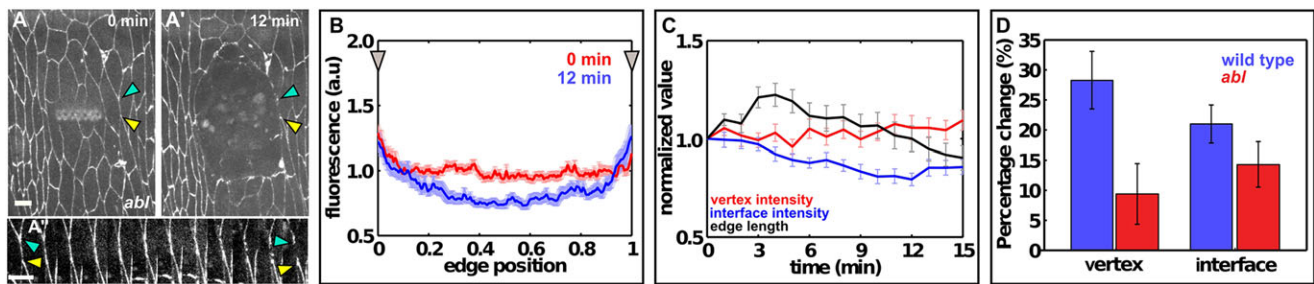 A 0 min
abl
A' 12 min
A''
B
0 min
12 min
fluorescence (a.u)
2.0
1.5
1.0
0.5
0 0.2 0.4 0.6 0.8 1
edge position
C
normalized value
1.5
1.0
0.5
vertex intensity
interface intensity
edge length
0 3 6 9 12 15
time (min)
D
Percentage change (%)
35
30
25
20
15
10
5
0
wild type
abl
vertex interface